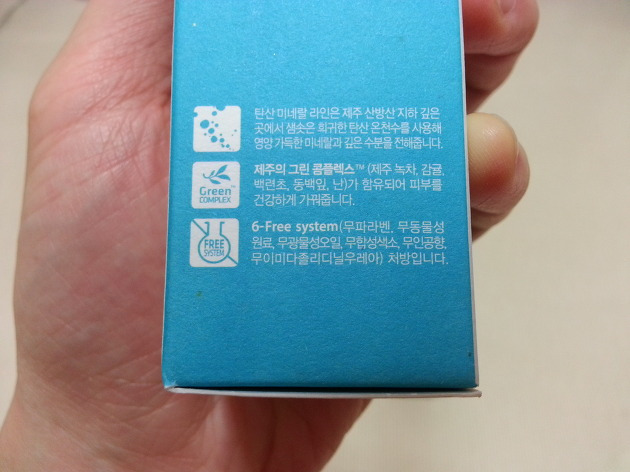 탄산 미네랄 라인은 제주 산방산 지하 깊은
곳에서 샘솟은 희귀한 탄산 온천수를 사용해
영양 가득한 미네랄과 깊은 수분을 전해줍니다.
Green™
COMPLEX
제주의 그린 콤플렉스™ (제주 녹차, 감귤,
백련초, 동백잎, 난)가 함유되어 피부를
건강하게 가꿔줍니다.
FREE
SYSTEM
6-Free system(무파라벤, 무동물성
원료, 무광물성오일, 무합성색소, 무인공향,
무이미다졸리디닐우레아) 처방입니다.